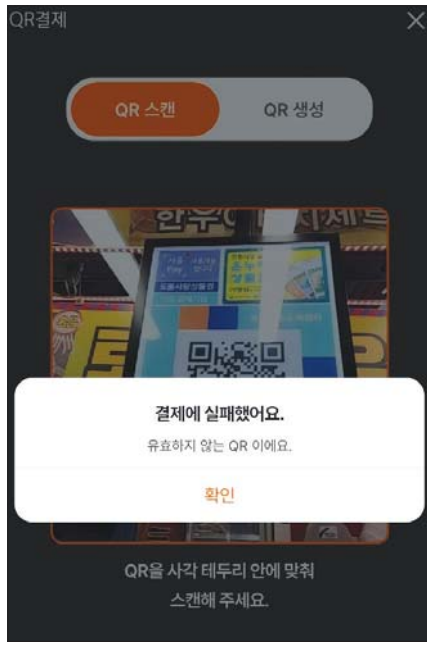 QR결제
QR 스캔
QR 생성
결제에 실패했어요.
유효하지 않는 QR 이에요.
확인
QR을 사각 테두리 안에 맞춰
스캔해 주세요.